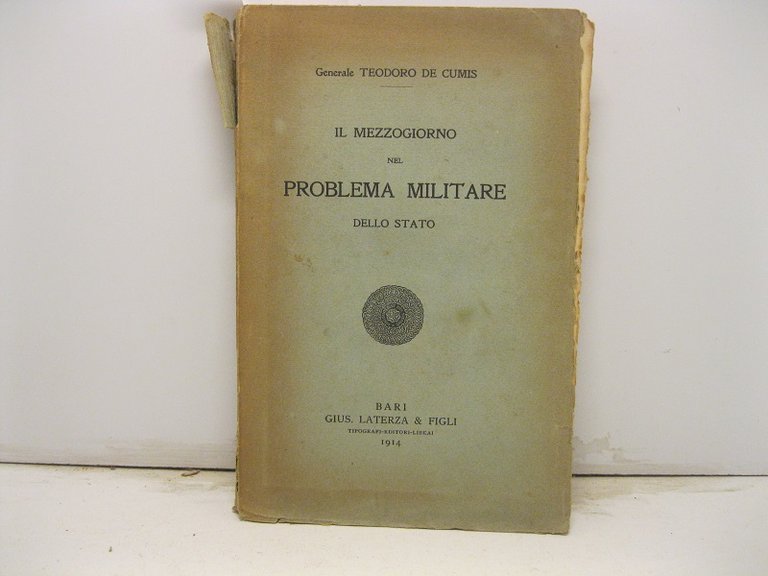 Generale TEODORO DE CUMIS
IL MEZZOGIORNO
NEL
PROBLEMA MILITARE
DELLO STATO
BARI
GIUS. LATERZA & FIGLI
TIPOGRAFI-EDITORI-LIBRAI
1914